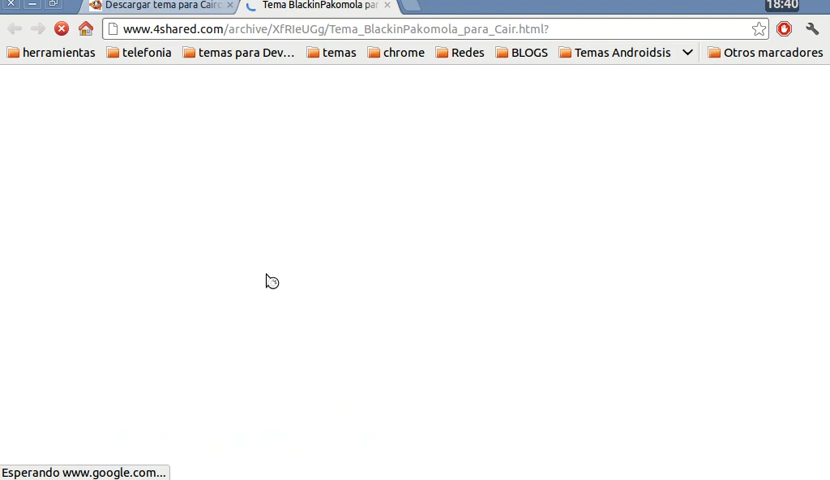 Descargar tema para Cairo
Tema BlackinPakomola par
18:40
www.4shared.com/archive/XfRIeUGg/Tema_BlackinPakomola_para_Cair.html?
herramientas telefonia temas para Dev... temas chrome Redes BLOGS Temas Androidsis Otros marcadores
Esperando www.google.com...